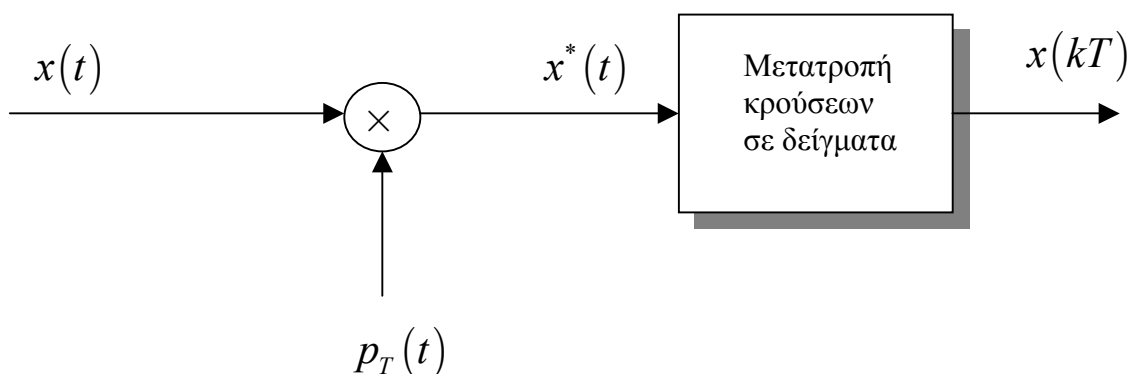 x(t)
x*(t)
Μετατροπή
κρούσεων
σε δείγματα
x(kT)
×
p_T(t)